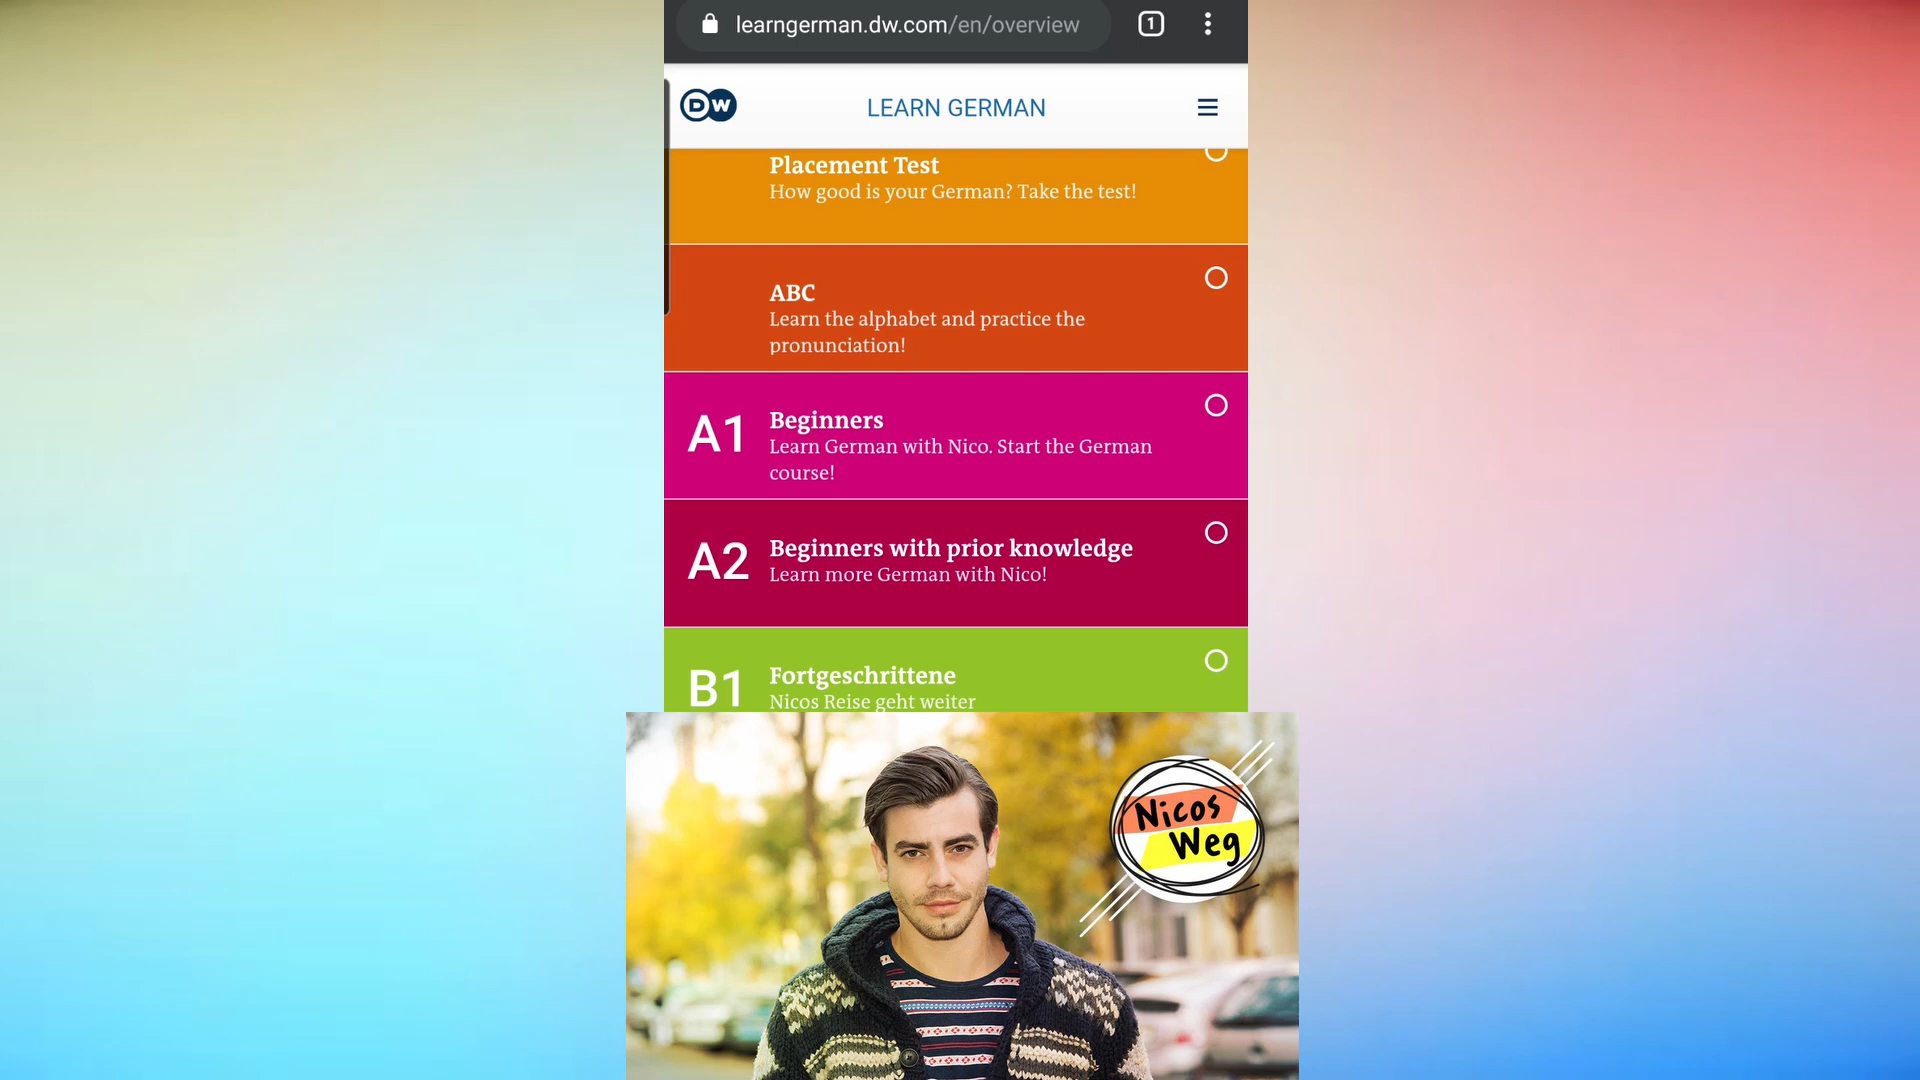 learngerman.dw.com/en/overview
1
DW
LEARN GERMAN
Placement Test
How good is your German? Take the test!
ABC
Learn the alphabet and practice the
pronunciation!
A1
Beginners
Learn German with Nico. Start the German
course!
A2
Beginners with prior knowledge
Learn more German with Nico!
B1
Fortgeschrittene
Nicos Reise geht weiter
Nicos
Weg